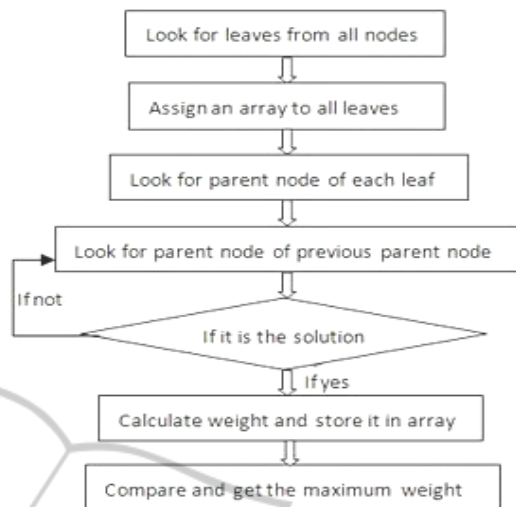 Look for leaves from all nodes
Assign an array to all leaves
Look for parent node of each leaf
Look for parent node of previous parent node
If not
If it is the solution
If yes
Calculate weight and store it in array
Compare and get the maximum weight